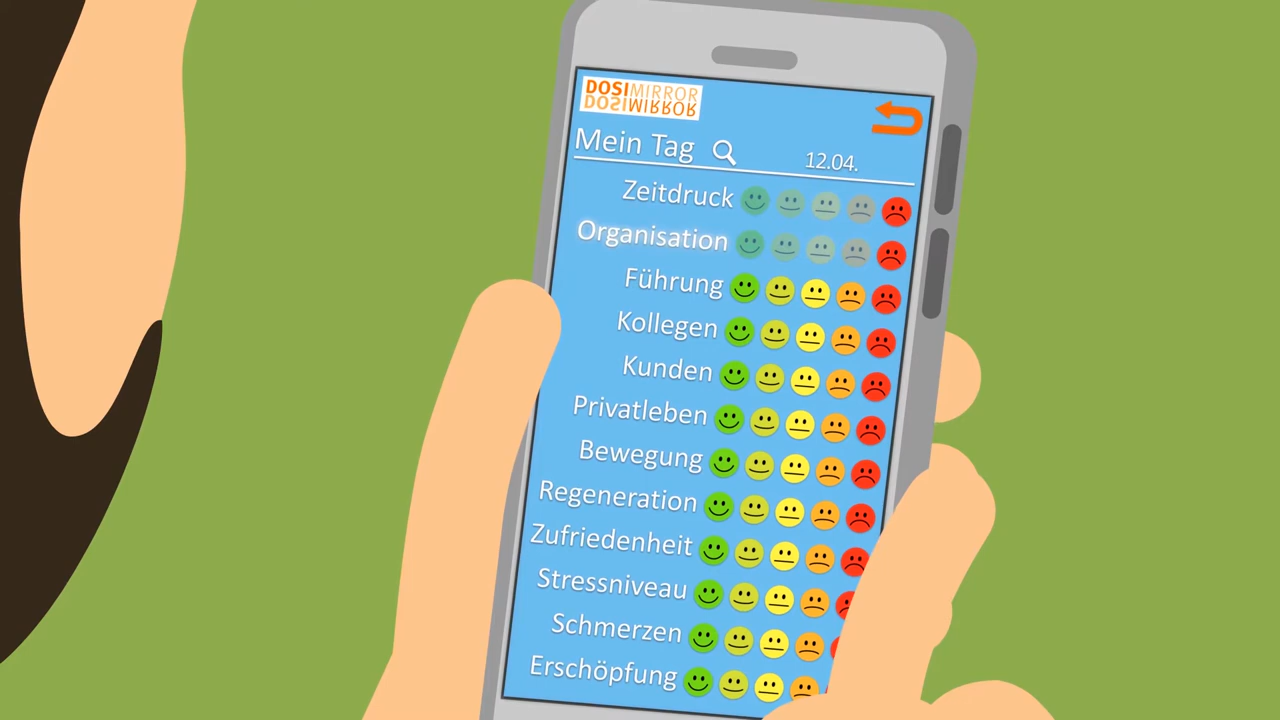 DOSIMIRROR
DOSIMIRROR
Mein Tag 12.04.
Zeitdruck
Organisation
Führung
Kollegen
Kunden
Privatleben
Bewegung
Regeneration
Zufriedenheit
Stressniveau
Schmerzen
Erschöpfung